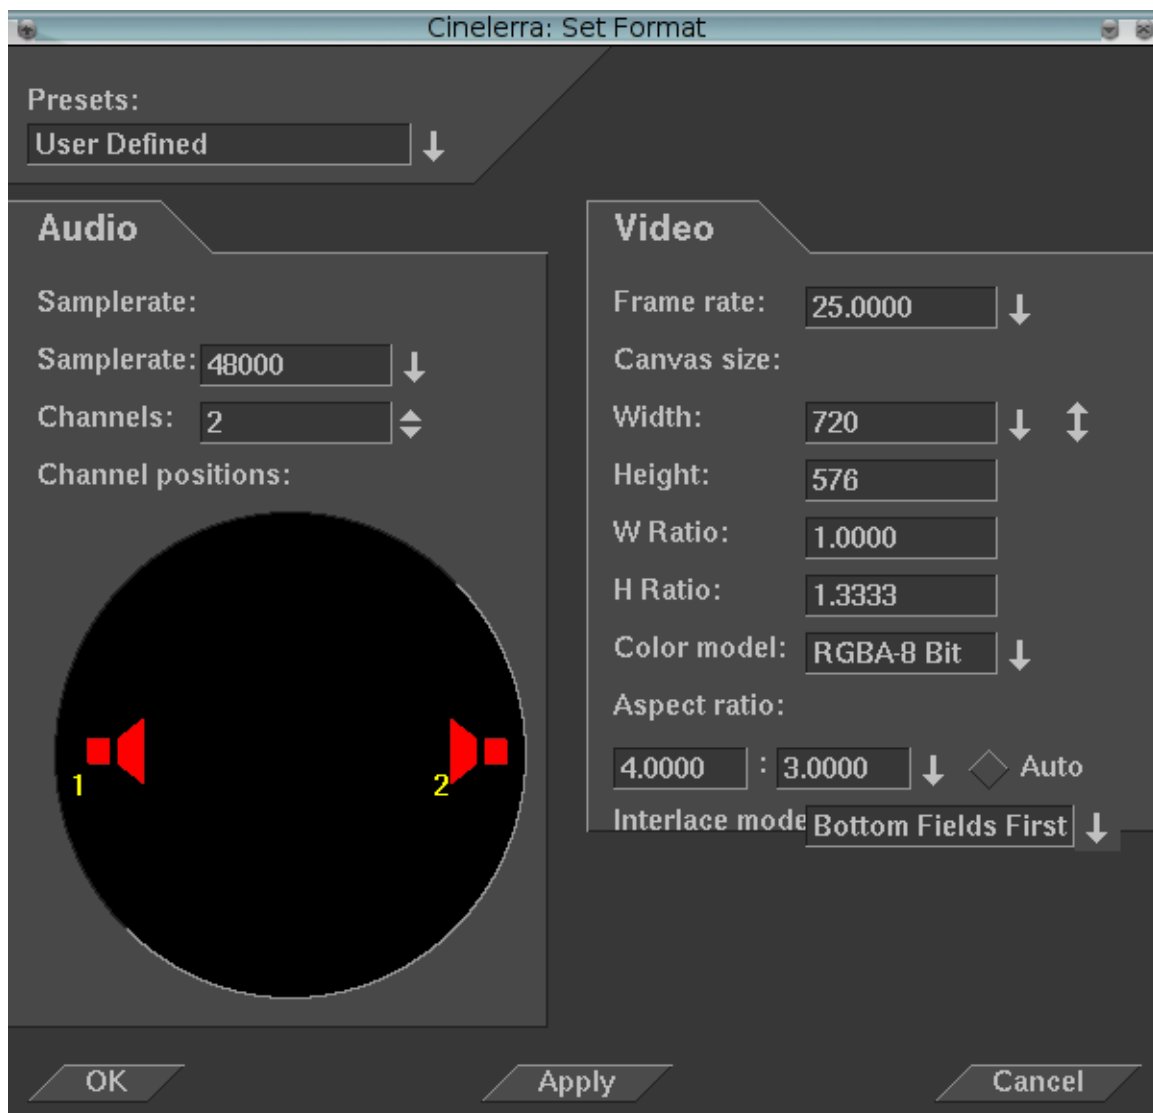 Cinelerra: Set Format
Presets:
User Defined
Audio
Samplerate:
Samplerate: 48000
Channels: 2
Channel positions:
1
2
Video
Frame rate: 25.0000
Canvas size:
Width: 720
Height: 576
W Ratio: 1.0000
H Ratio: 1.3333
Color model: RGBA-8 Bit
Aspect ratio:
4.0000 : 3.0000 Auto
Interlace mode Bottom Fields First
OK Apply Cancel